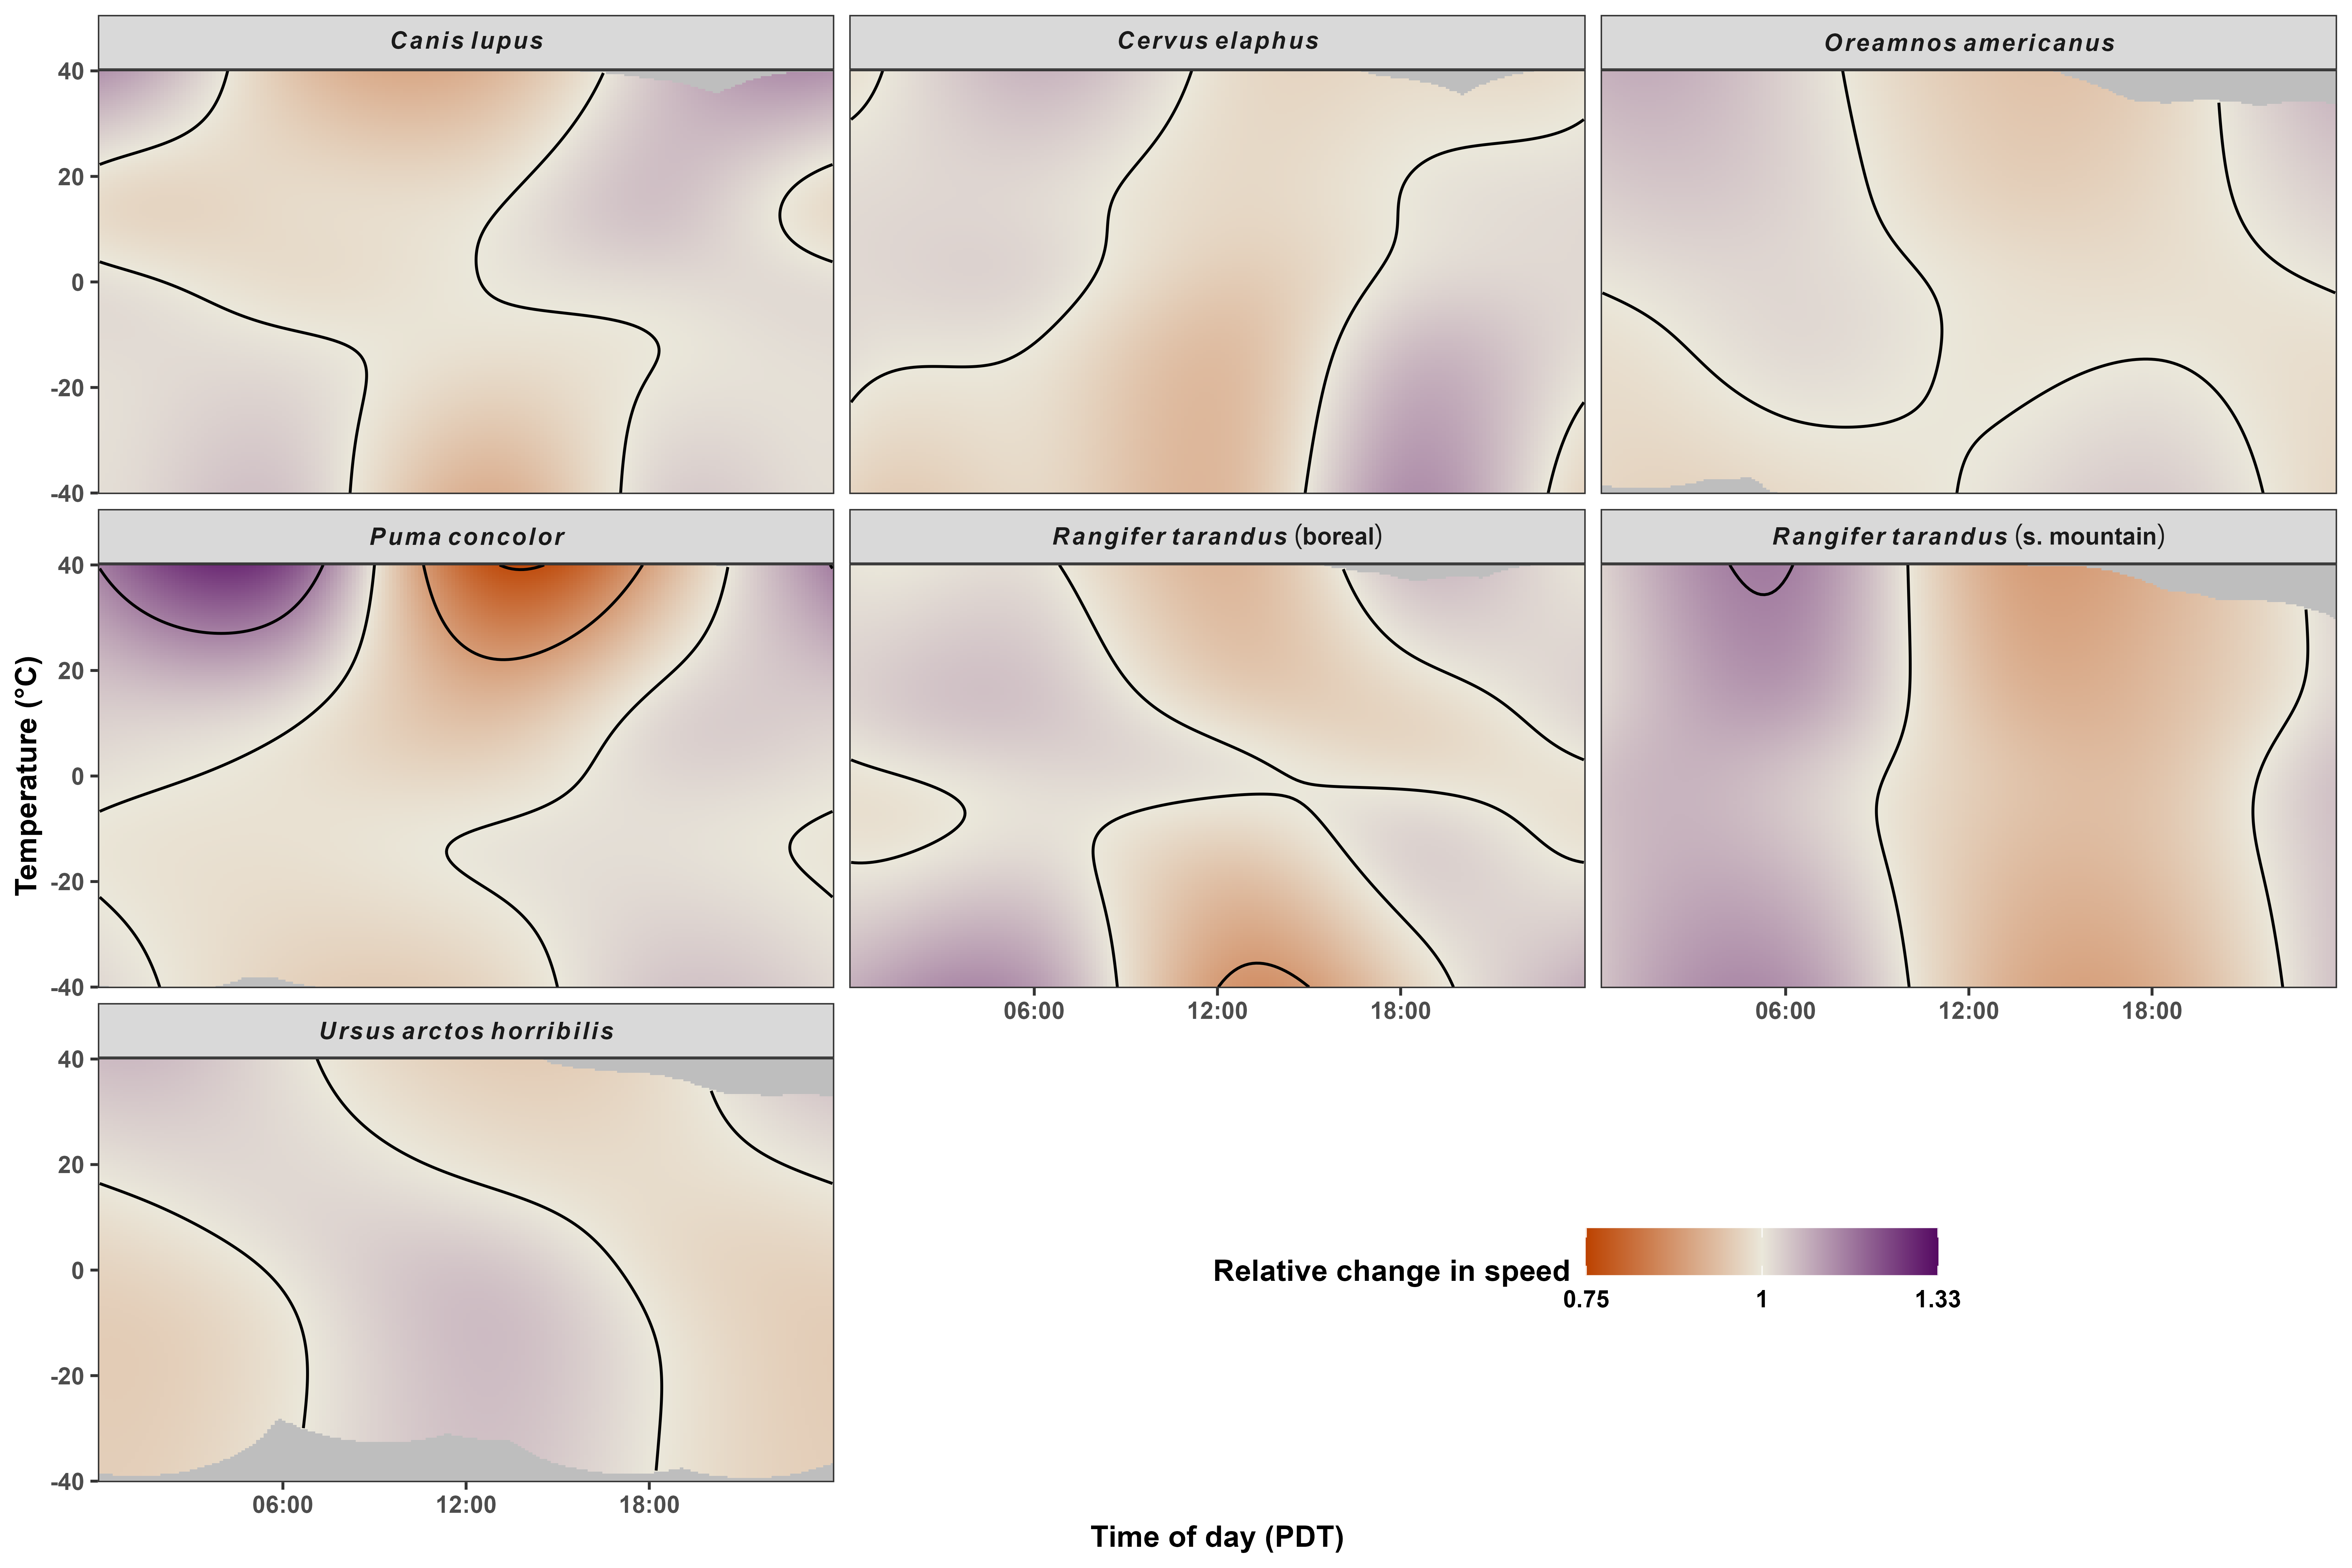 Canis lupus
Cervus elaphus
Oreamnos americanus
40
20
0
-20
-40
Puma concolor
Rangifer tarandus (boreal)
Rangifer tarandus (s. mountain)
40
20
0
-20
-40
06:00 12:00 18:00
06:00 12:00 18:00
Ursus arctos horribilis
40
20
0
-20
-40
06:00 12:00 18:00
Temperature (°C)
Time of day (PDT)
Relative change in speed
0.75 1 1.33